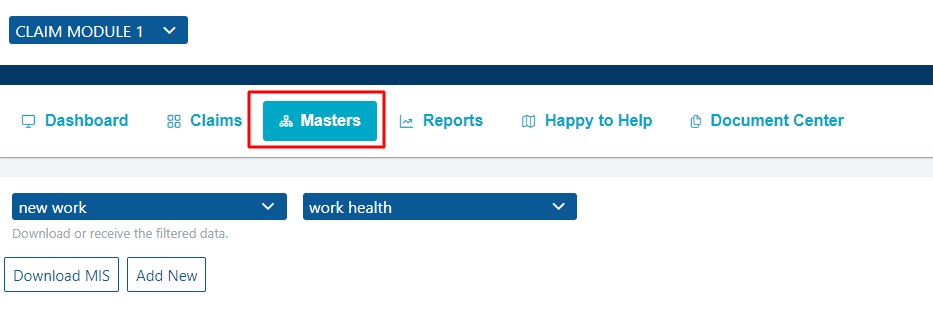 CLAIM MODULE 1
Dashboard Claims Masters Reports Happy to Help Document Center
new work work health
Download or receive the filtered data.
Download MIS Add New